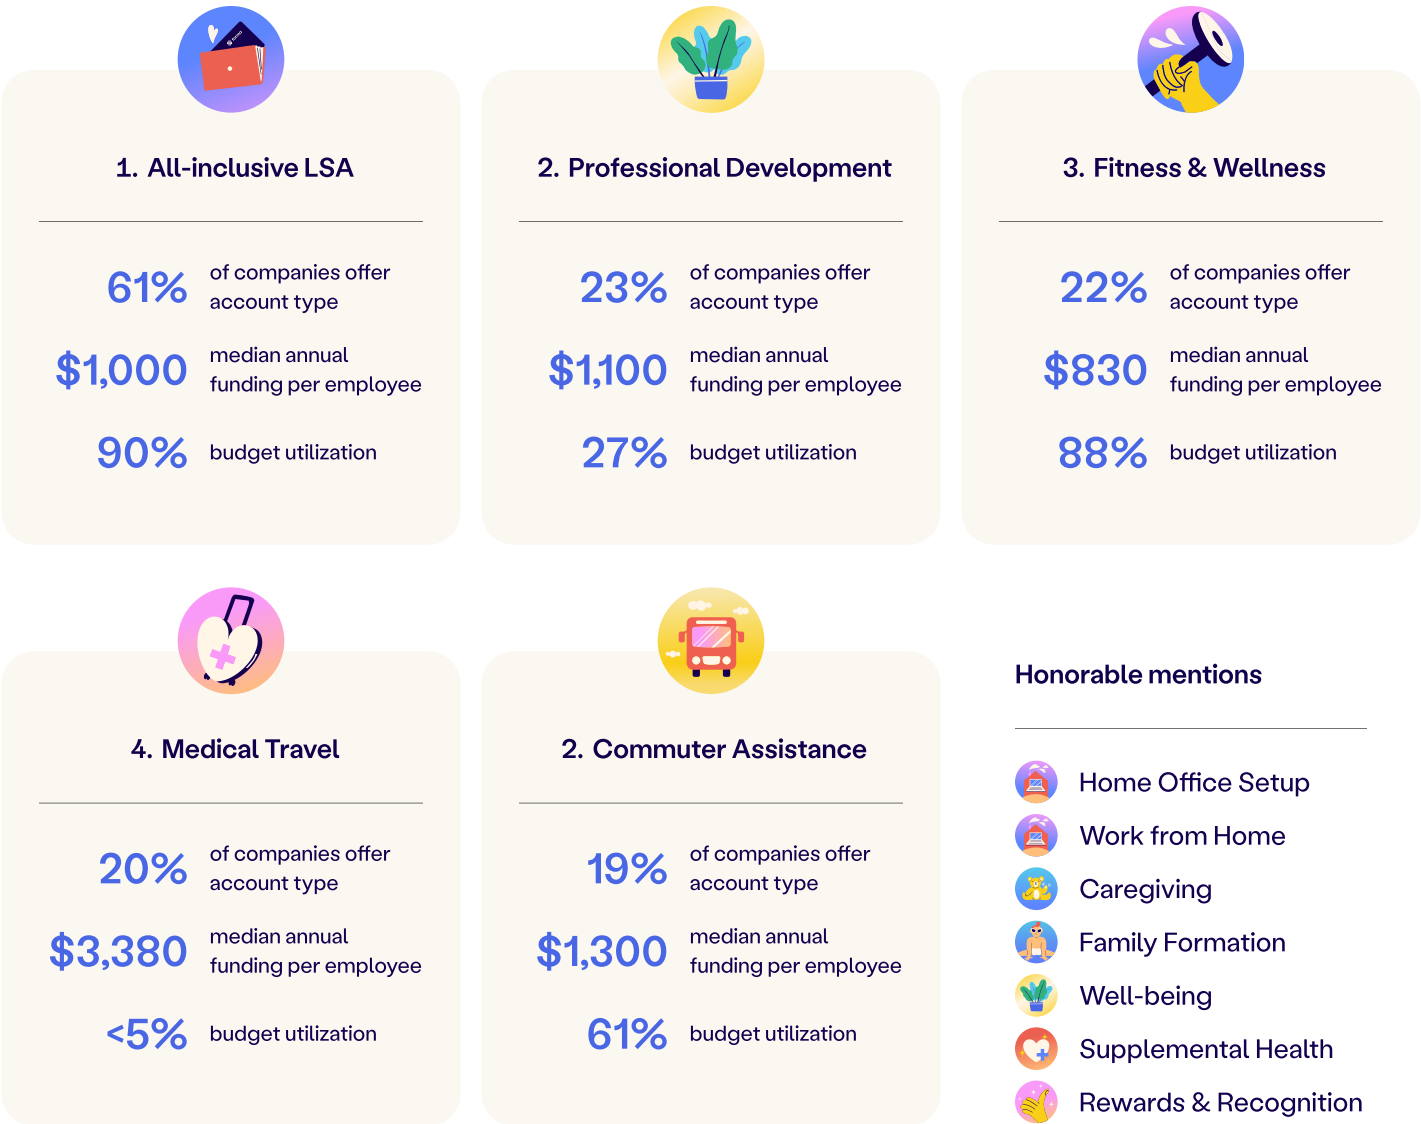 1. All-inclusive LSA
61%
of companies offer
account type
$1,000
median annual
funding per employee
90%
budget utilization
2. Professional Development
23%
of companies offer
account type
$1,100
median annual
funding per employee
27%
budget utilization
3. Fitness & Wellness
22%
of companies offer
account type
$830
median annual
funding per employee
88%
budget utilization
4. Medical Travel
20%
of companies offer
account type
$3,380
median annual
funding per employee
<5%
budget utilization
2. Commuter Assistance
19%
of companies offer
account type
$1,300
median annual
funding per employee
61%
budget utilization
Honorable mentions
Home Office Setup
Work from Home
Caregiving
Family Formation
Well-being
Supplemental Health
Rewards & Recognition